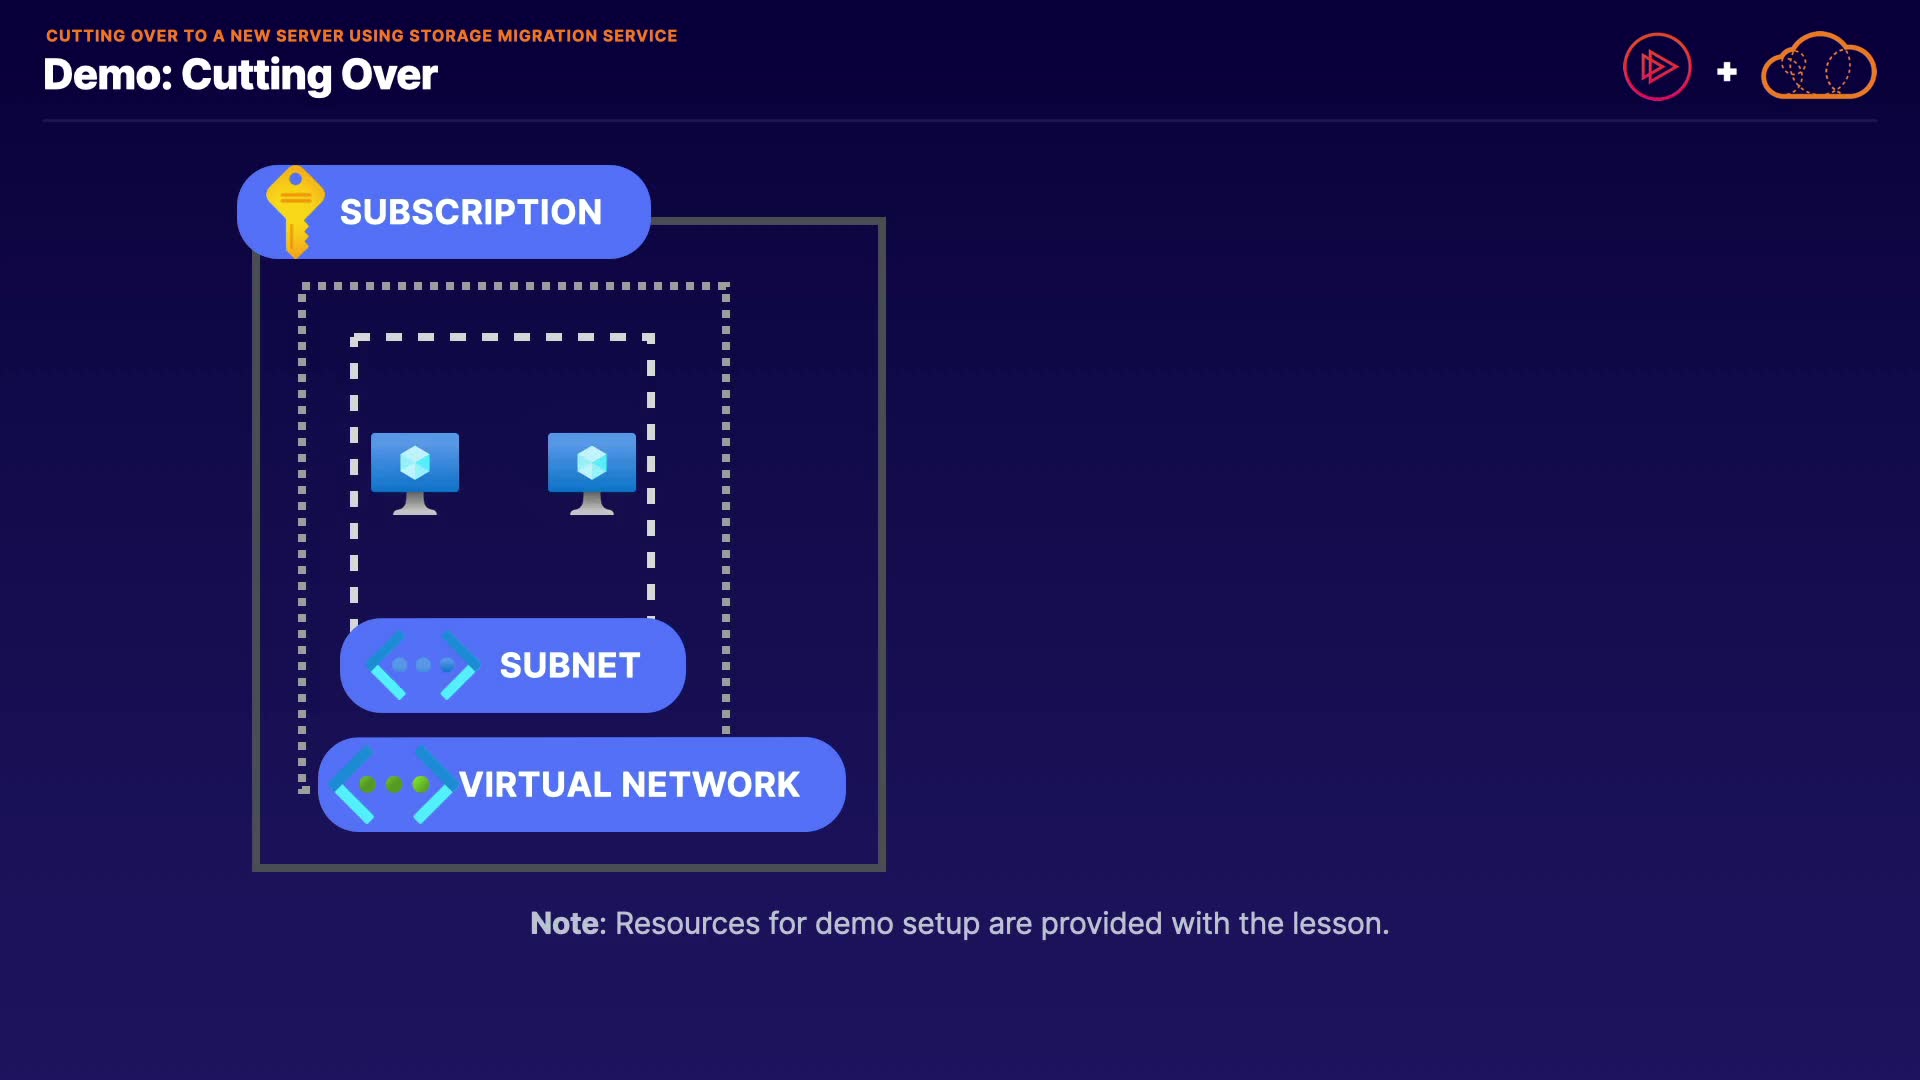 CUTTING OVER TO A NEW SERVER USING STORAGE MIGRATION SERVICE
Demo: Cutting Over
+
SUBSCRIPTION
SUBNET
VIRTUAL NETWORK
Note: Resources for demo setup are provided with the lesson.